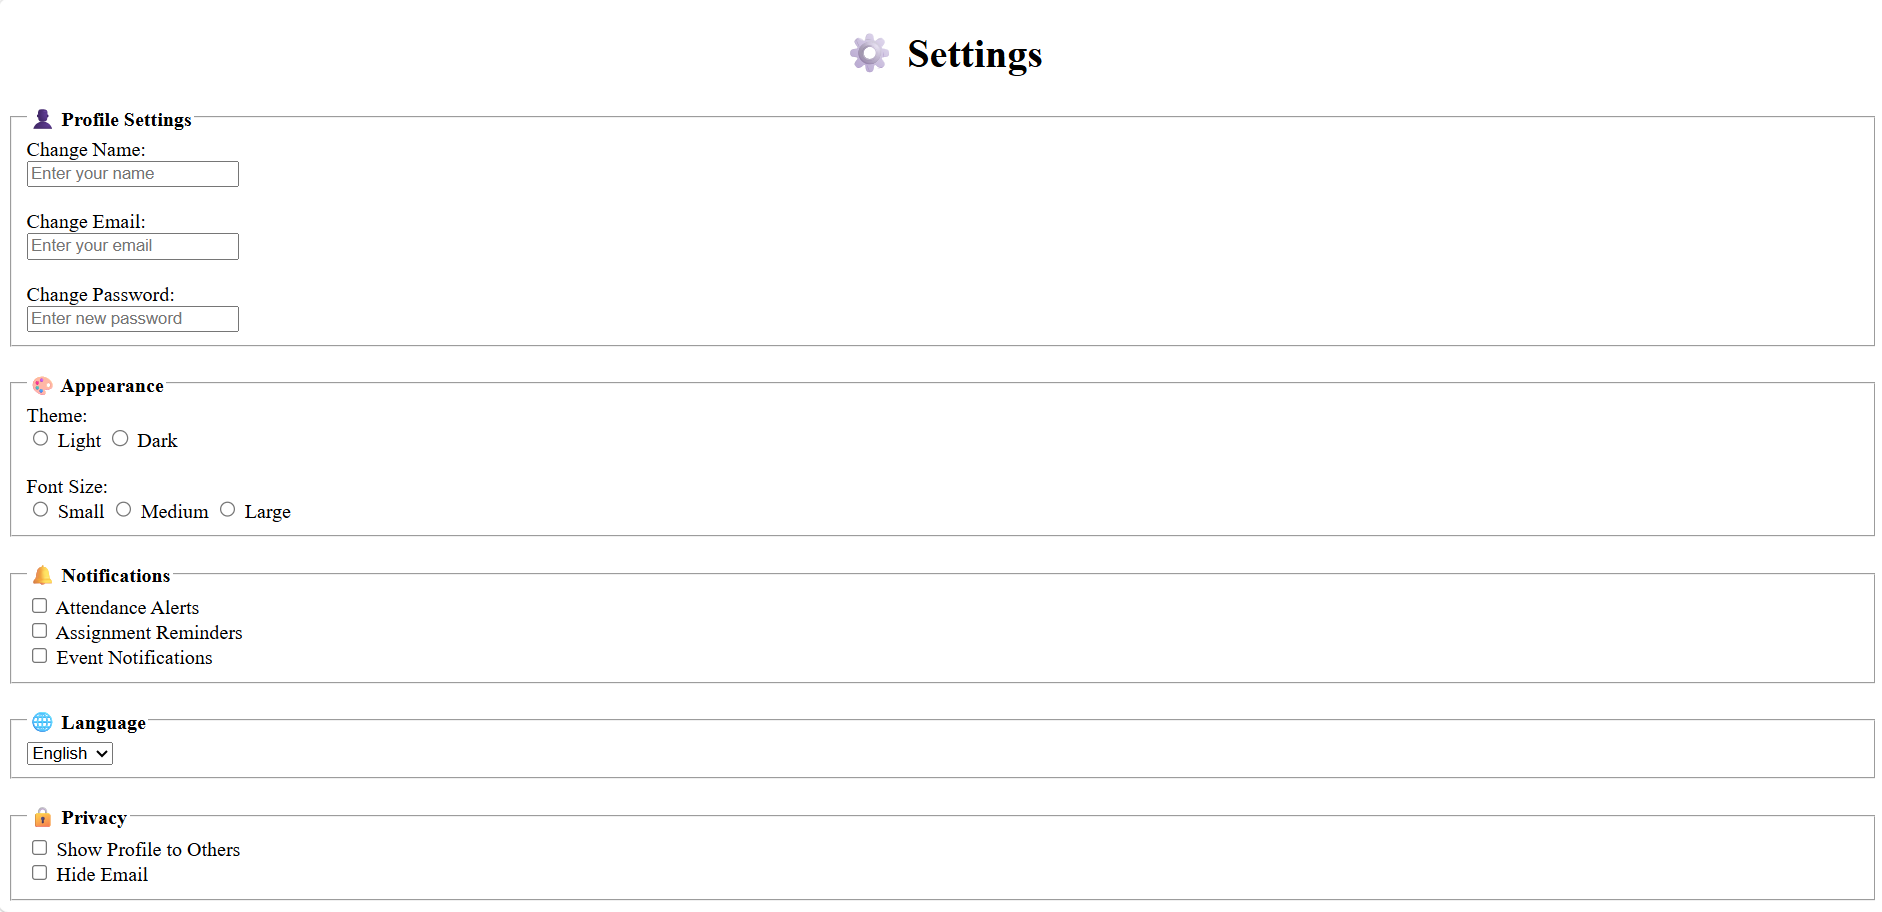 Settings
Profile Settings
Change Name:
Enter your name
Change Email:
Enter your email
Change Password:
Enter new password
Appearance
Theme:
Light Dark
Font Size:
Small Medium Large
Notifications
Attendance Alerts
Assignment Reminders
Event Notifications
Language
English
Privacy
Show Profile to Others
Hide Email